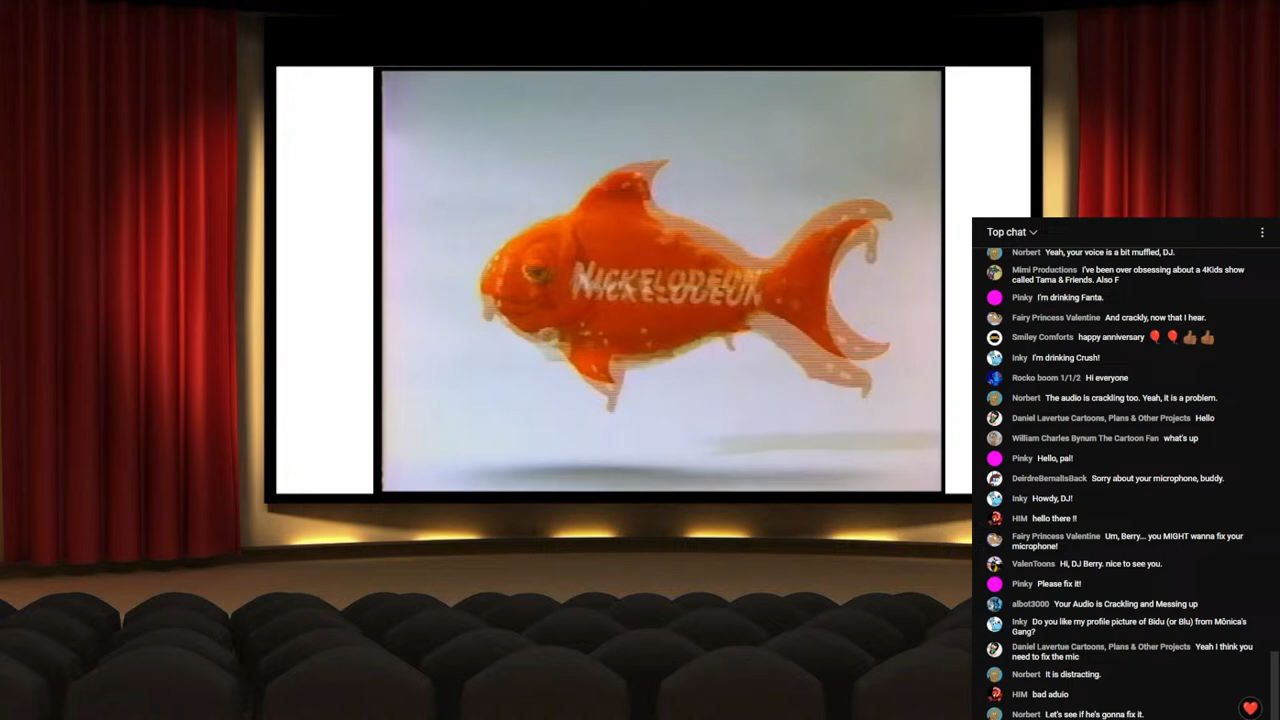 NICKELODEON
Top chat
Norbert Yeah, your voice is a bit muffled, DJ.
Mimi Productions I've been over obsessing about a 4Kids show
called Tama & Friends. Also F
Pinky I'm drinking Fanta.
Fairy Princess Valentine And crackly, now that I hear.
Smiley Comforts happy anniversary 🎈🎈👍🏾👍🏾
Inky I'm drinking Crush!
Rocko boom 1/1/2 Hi everyone
Norbert The audio is crackling too. Yeah, it is a problem.
Daniel Lavertue Cartoons, Plans & Other Projects Hello
William Charles Bynum The Cartoon Fan what's up
Pinky Hello, pal!
DeirdreBernalIsBack Sorry about your microphone, buddy.
Inky Howdy, DJ!
HIM hello there !!
Fairy Princess Valentine Um, Berry... you MIGHT wanna fix your
microphone!
ValenToons Hi, DJ Berry. nice to see you.
Pinky Please fix it!
albot3000 Your Audio is Crackling and Messing up
Inky Do you like my profile picture of Bidu (or Blu) from Mônica's
Gang?
Daniel Lavertue Cartoons, Plans & Other Projects Yeah I think you
need to fix the mic
Norbert It is distracting.
HIM bad aduio
Norbert Let's see if he's gonna fix it.